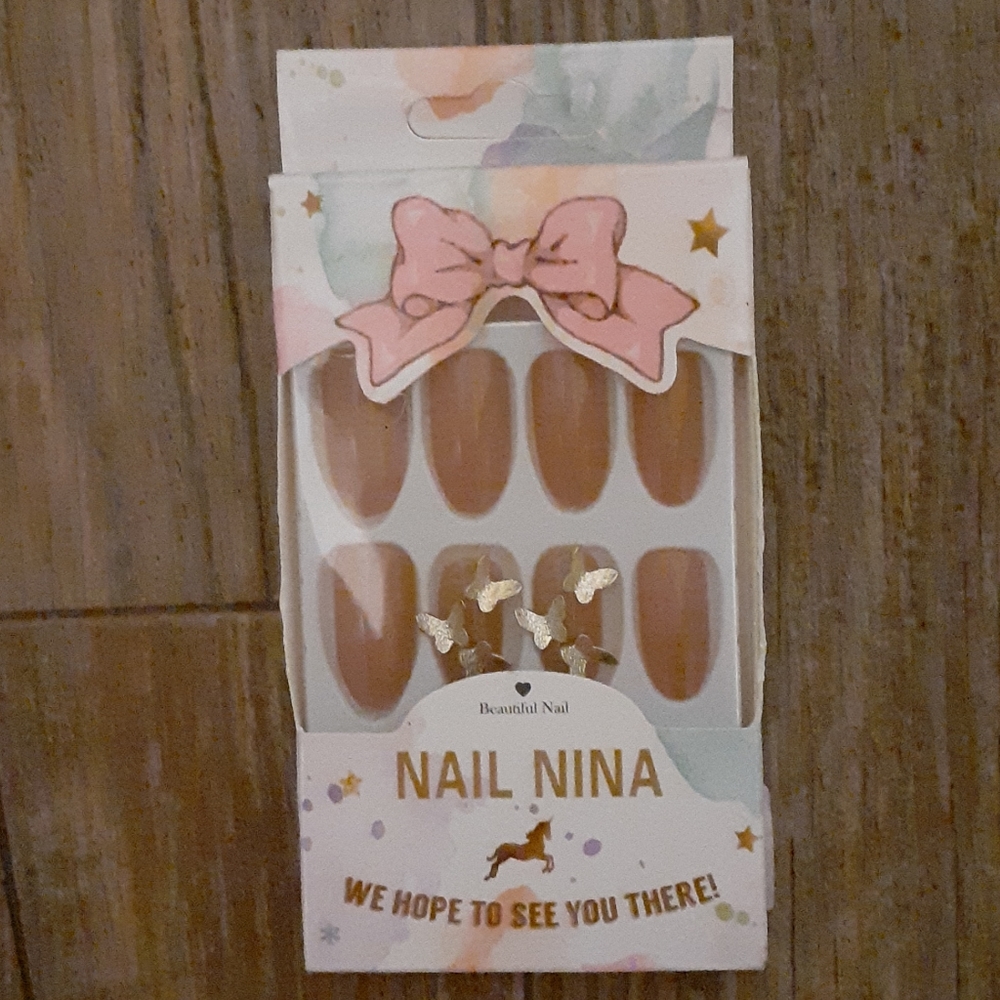 Beautiful Nail
NAIL NINA
WE HOPE TO SEE YOU THERE!